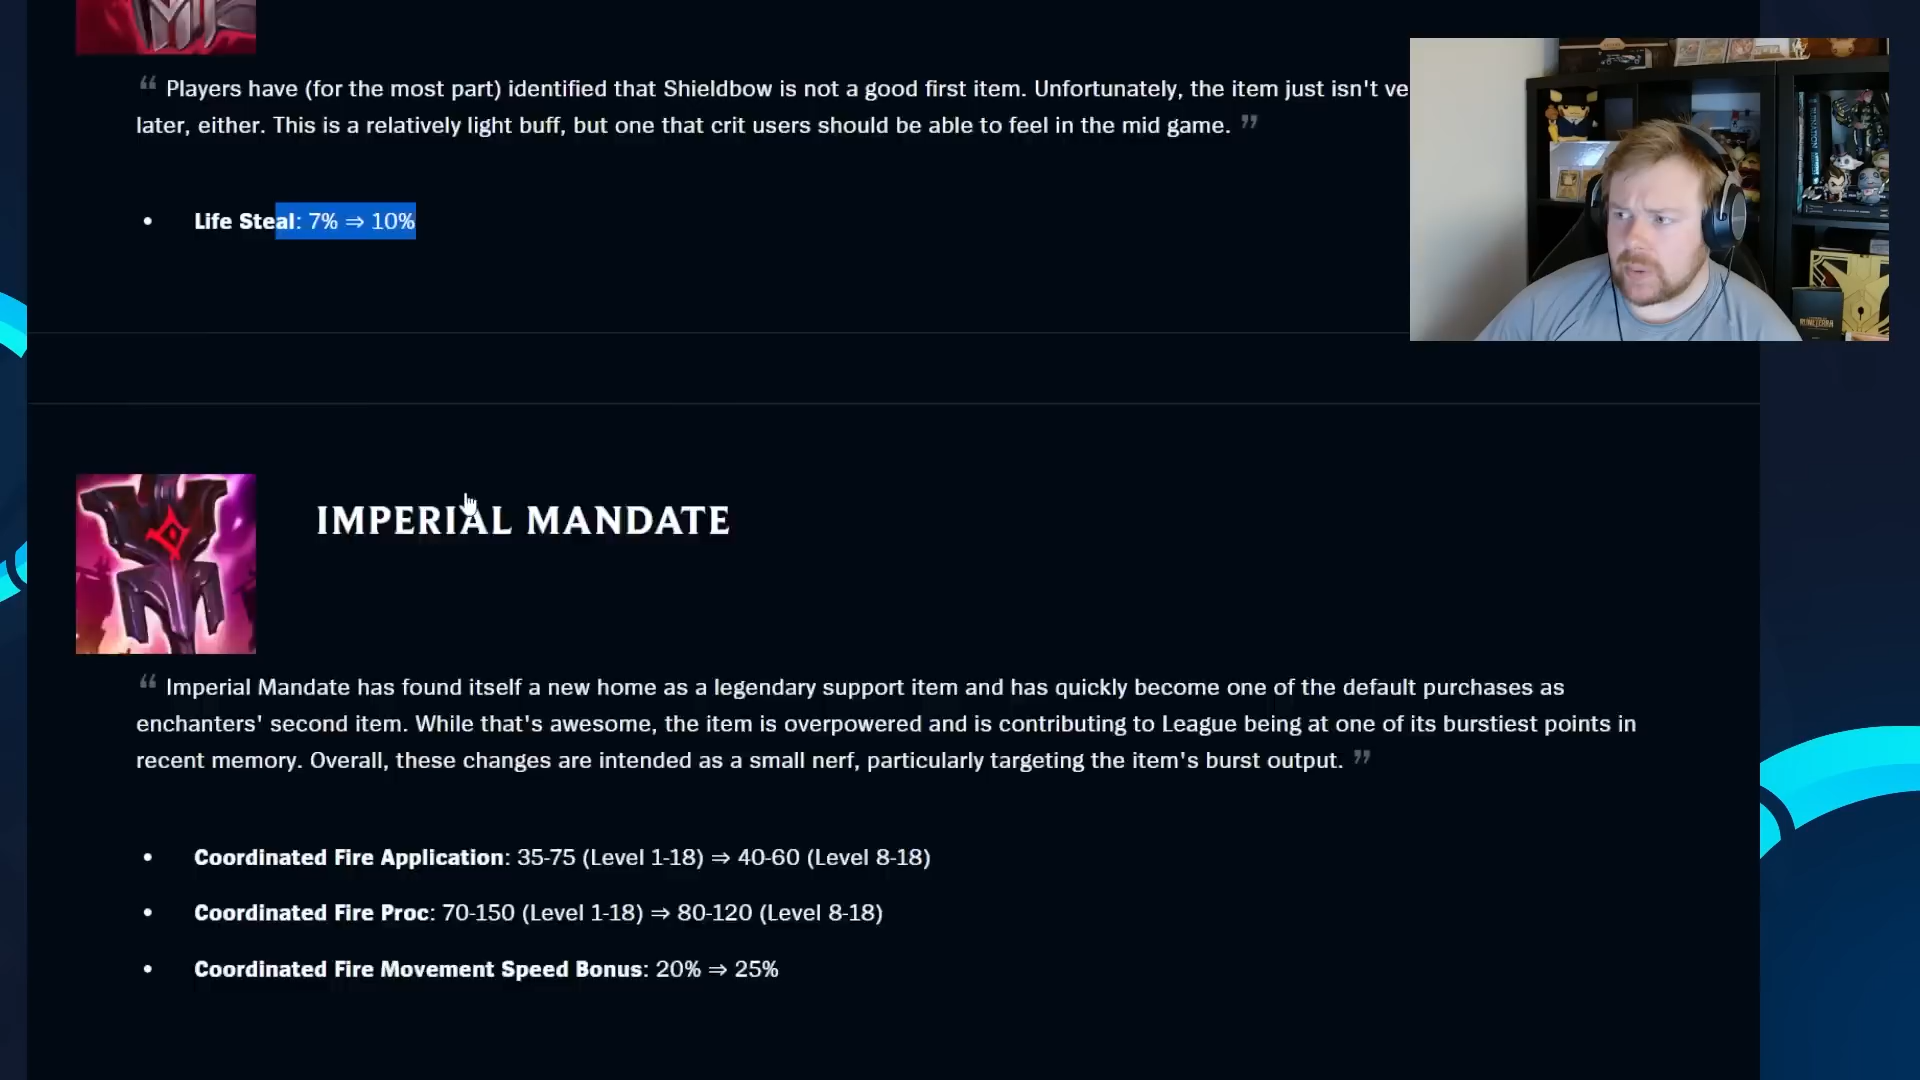 “ Players have (for the most part) identified that Shieldbow is not a good first item. Unfortunately, the item just isn't
later, either. This is a relatively light buff, but one that crit users should be able to feel in the mid game. ”
• Life Steal: 7% ⇒ 10%
IMPERIAL MANDATE
“ Imperial Mandate has found itself a new home as a legendary support item and has quickly become one of the default purchases as
enchanters' second item. While that's awesome, the item is overpowered and is contributing to League being at one of its burstiest points in
recent memory. Overall, these changes are intended as a small nerf, particularly targeting the item's burst output. ”
• Coordinated Fire Application: 35-75 (Level 1-18) ⇒ 40-60 (Level 8-18)
• Coordinated Fire Proc: 70-150 (Level 1-18) ⇒ 80-120 (Level 8-18)
• Coordinated Fire Movement Speed Bonus: 20% ⇒ 25%